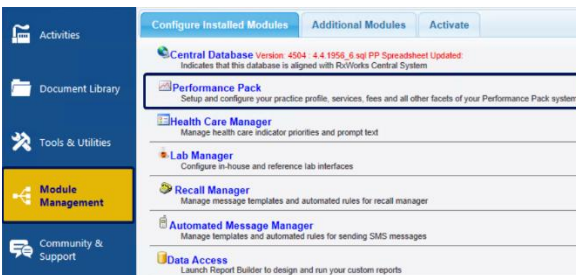 Configure Installed Modules
Additional Modules
Activate
Activities
Document Library
Tools & Utilities
Module
Management
Community &
Support
Central Database Version: 4504 : 4.4.1956_6.sql PP Spreadsheet Updated:
Indicates that this database is aligned with RxWorks Central System
Performance Pack
Setup and configure your practice profile, services, fees and all other facets of your Performance Pack system
Health Care Manager
Manage health care indicator priorities and prompt text
Lab Manager
Configure in-house and reference lab interfaces
Recall Manager
Manage message templates and automated rules for recall manager
Automated Message Manager
Manage templates and automated rules for sending SMS messages
Data Access
Launch Report Builder to design and run your custom reports